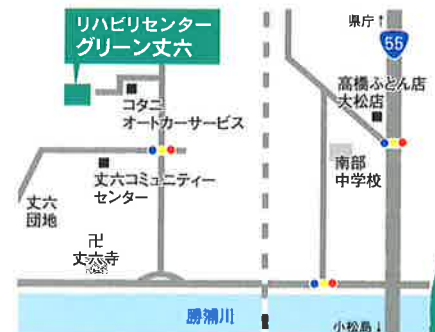 リハビリセンター
グリーン丈六
県庁↑
55
コタニ
オートカーサービス
高橋ふとん店
大松店
丈六コミュニティー
センター
南部
中学校
丈六
団地
卍
丈六寺
勝浦川
小松島↓